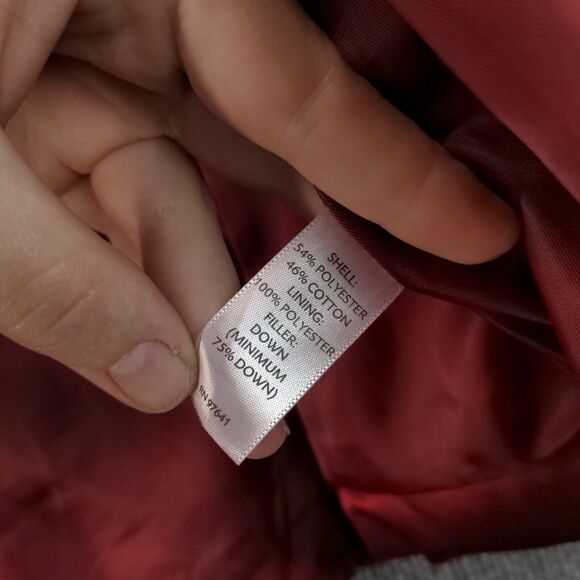 SHELL:
54% POLYESTER
46% COTTON
LINING:
100% POLYESTER
FILLER:
DOWN
(MINIMUM
75% DOWN)
RN 97641